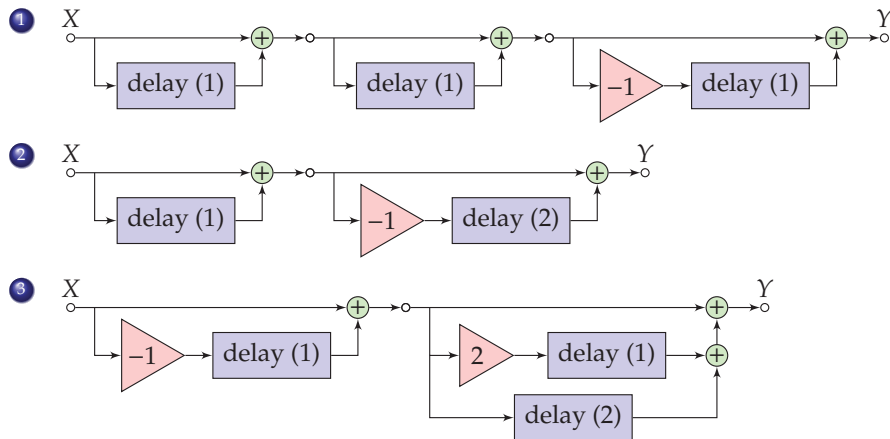 1 X Y
+ + +
delay (1) delay (1) −1 delay (1)
2 X Y
+ +
delay (1) −1 delay (2)
3 X Y
+ +
−1 delay (1) 2 delay (1) +
delay (2)